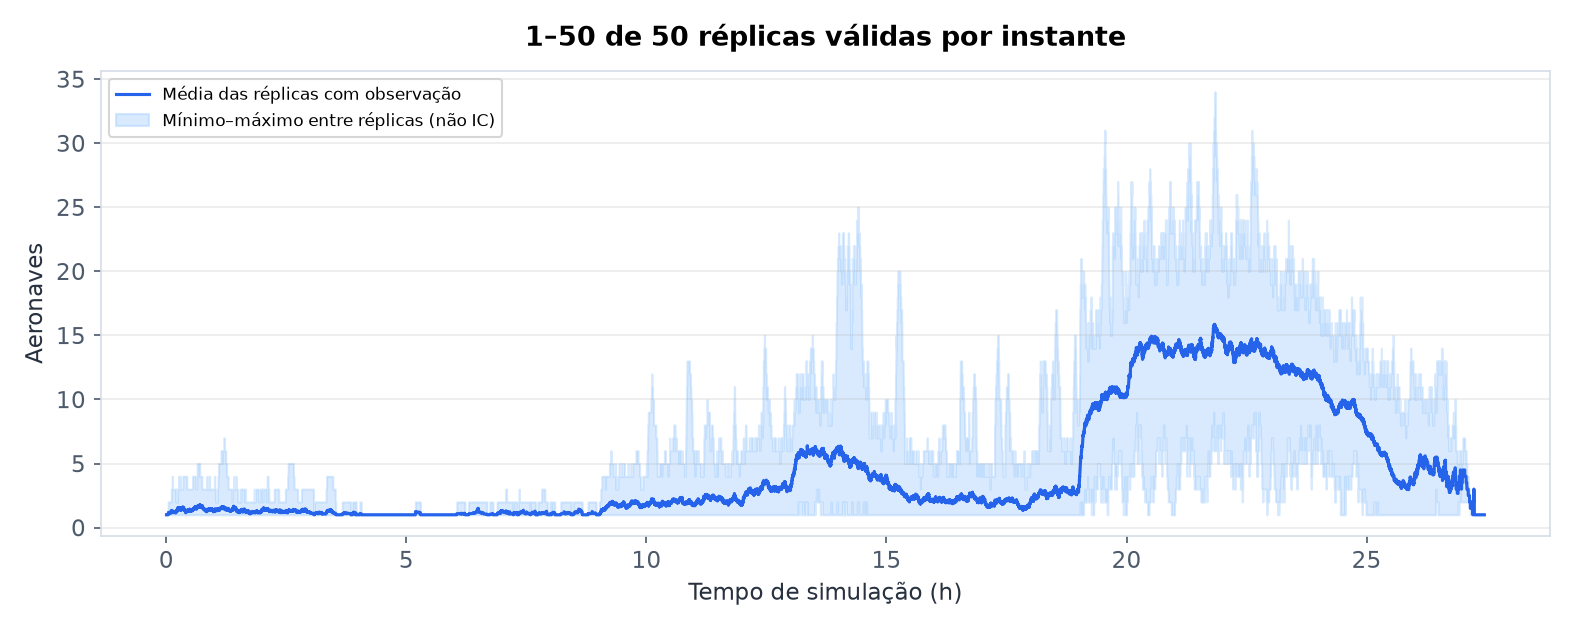 1–50 de 50 réplicas válidas por instante
Média das réplicas com observação
Mínimo–máximo entre réplicas (não IC)
Aeronaves
35
30
25
20
15
10
5
0
0 5 10 15 20 25
Tempo de simulação (h)